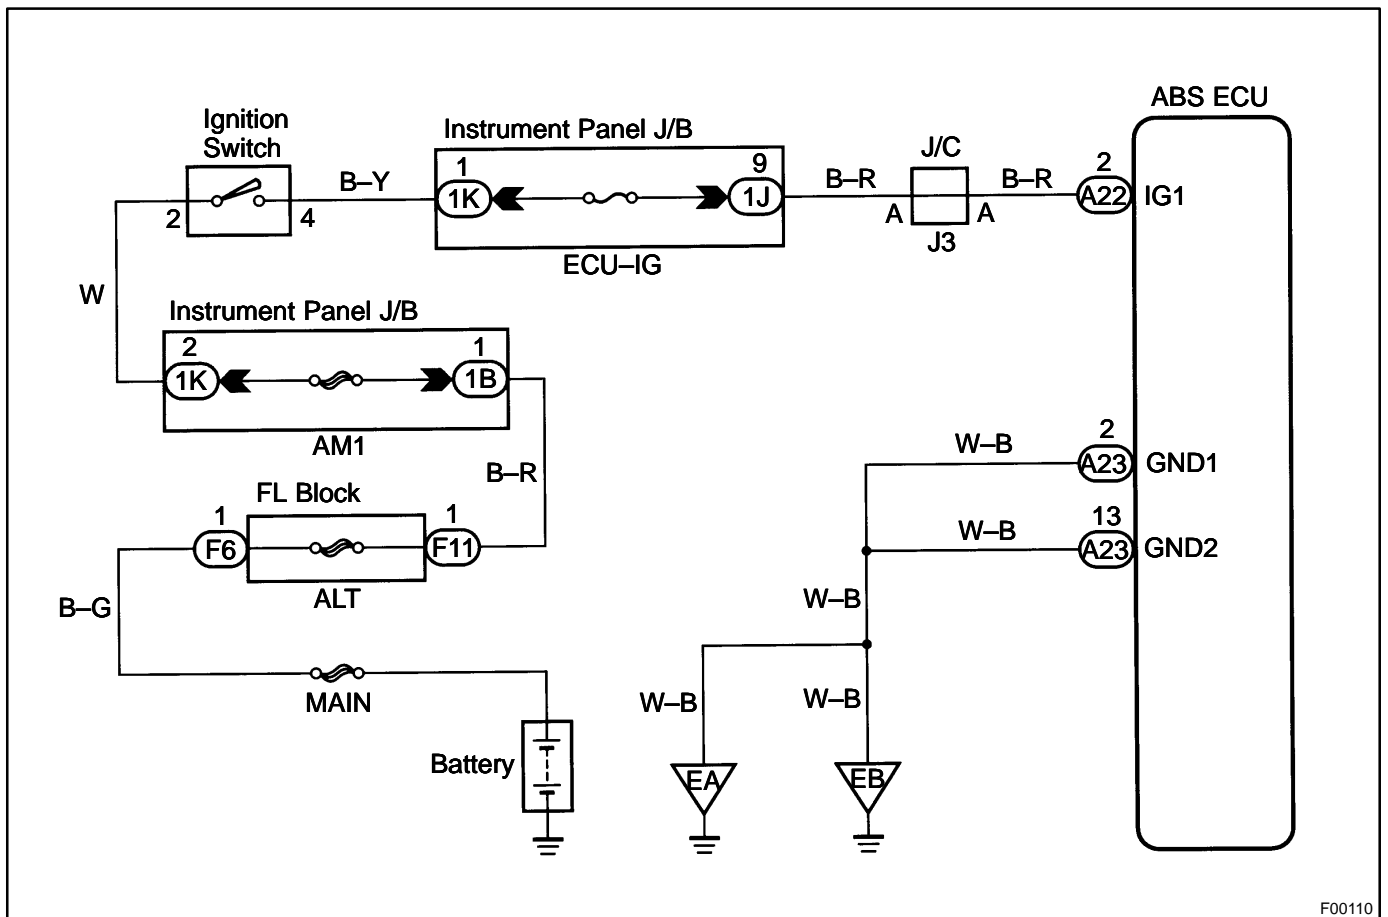 ABS ECU
Ignition
Switch
Instrument Panel J/B
J/C
1
9
2
B–Y
B–R
B–R
1K
1J
A22
IG1
2
4
A
A
J3
ECU–IG
W
Instrument Panel J/B
2
1
1K
1B
AM1
B–R
2
W–B
A23
GND1
FL Block
1
1
13
W–B
F6
F11
A23
GND2
ALT
B–G
W–B
MAIN
W–B
W–B
Battery
EA
EB
F00110